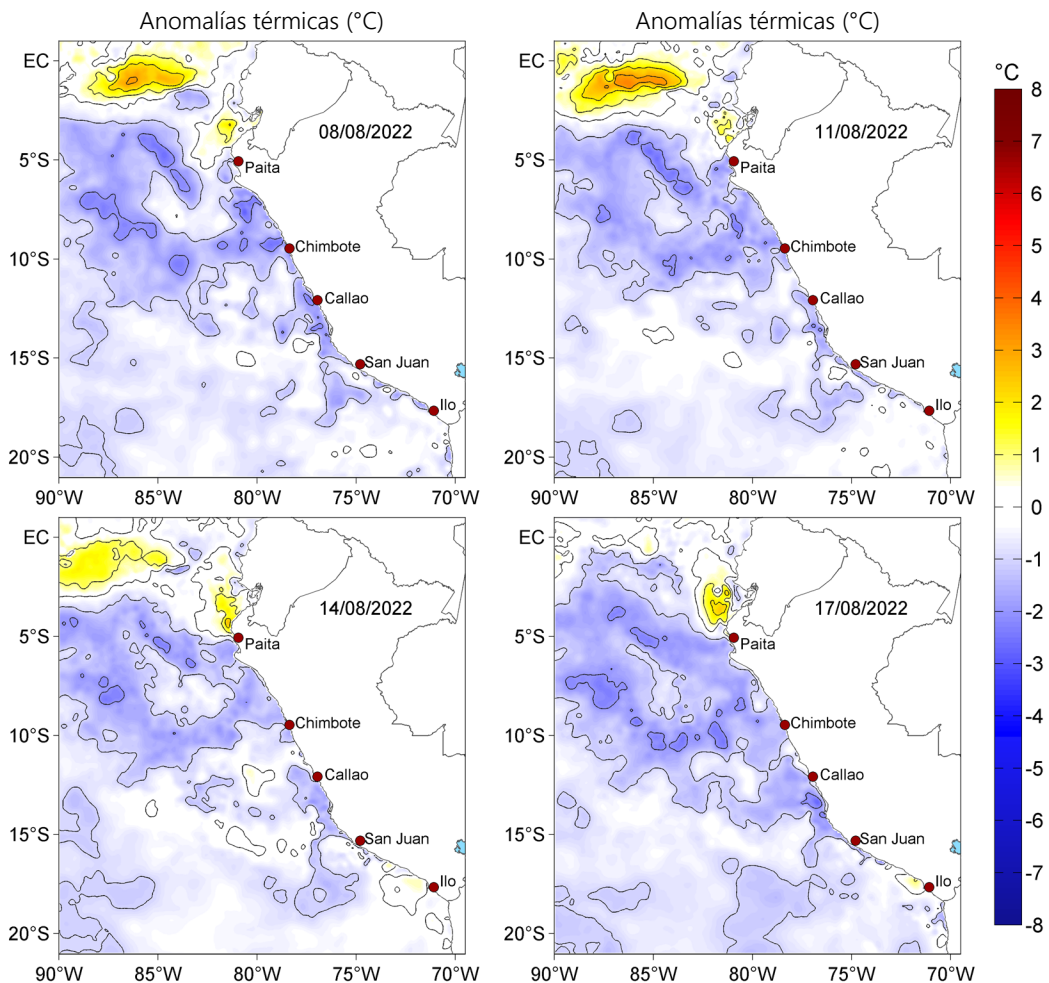 Anomalías térmicas (°C)
Anomalías térmicas (°C)
EC
5°S
10°S
15°S
20°S
90°W
85°W
80°W
75°W
70°W
08/08/2022
Paita
Chimbote
Callao
San Juan
Ilo
EC
5°S
10°S
15°S
20°S
90°W
85°W
80°W
75°W
70°W
11/08/2022
Paita
Chimbote
Callao
San Juan
Ilo
EC
5°S
10°S
15°S
20°S
90°W
85°W
80°W
75°W
70°W
14/08/2022
Paita
Chimbote
Callao
San Juan
Ilo
EC
5°S
10°S
15°S
20°S
90°W
85°W
80°W
75°W
70°W
17/08/2022
Paita
Chimbote
Callao
San Juan
Ilo
°C
8
7
6
5
4
3
2
1
0
-1
-2
-3
-4
-5
-6
-7
-8